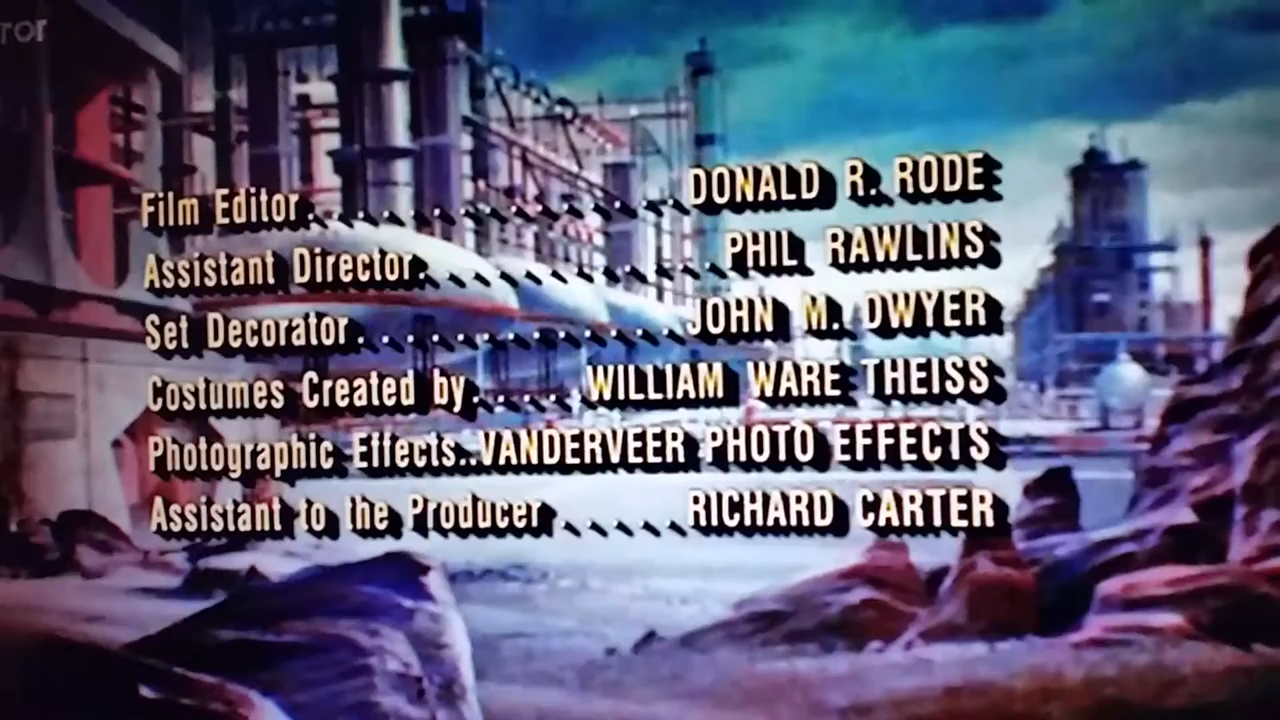 ror
Film Editor. . . . . . . . . . . . . . . . . .DONALD R. RODE
Assistant Director. . . . . . . . . . . . . .PHIL RAWLINS
Set Decorator. . . . . . . . . . . . . . .JOHN M. DWYER
Costumes Created by. . . . . .WILLIAM WARE THEISS
Photographic Effects..VANDERVEER PHOTO EFFECTS
Assistant to the Producer . . . . . .RICHARD CARTER